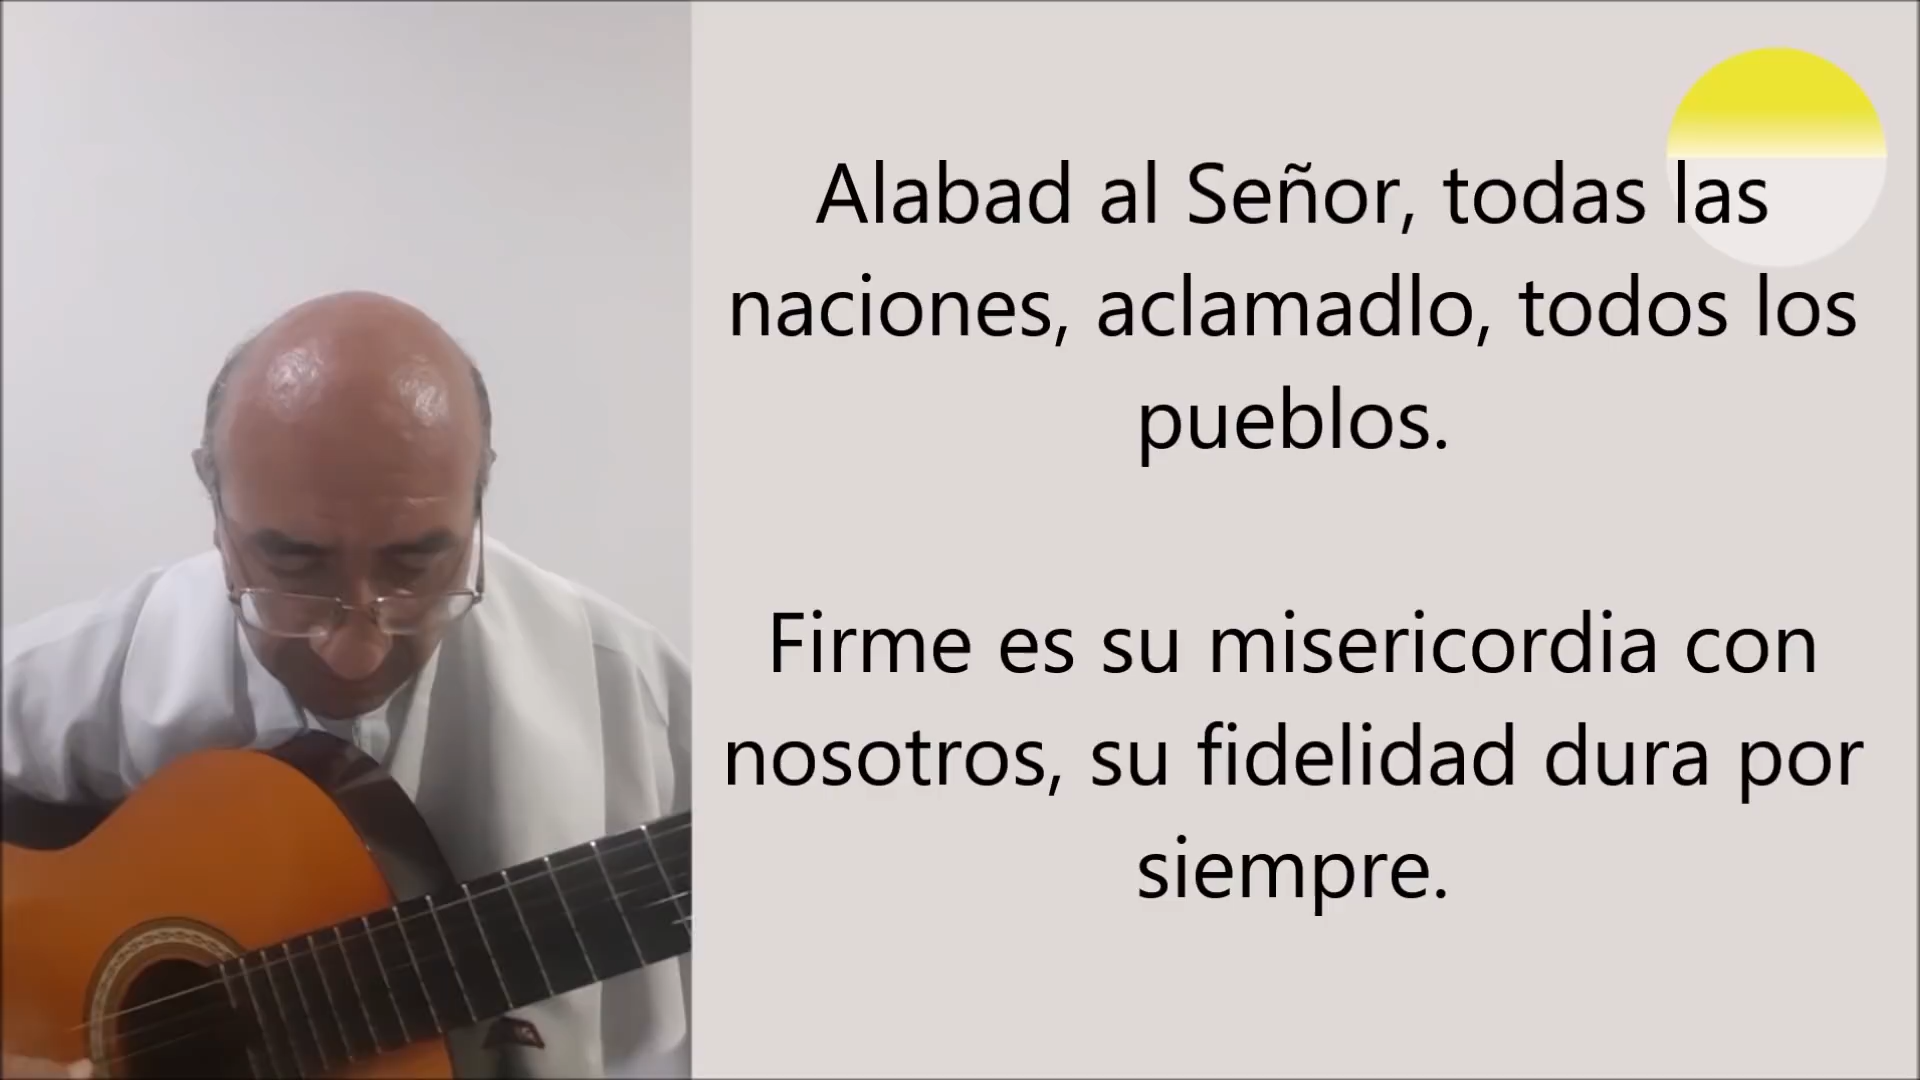 Alabad al Señor, todas las
naciones, aclamadlo, todos los
pueblos.
Firme es su misericordia con
nosotros, su fidelidad dura por
siempre.